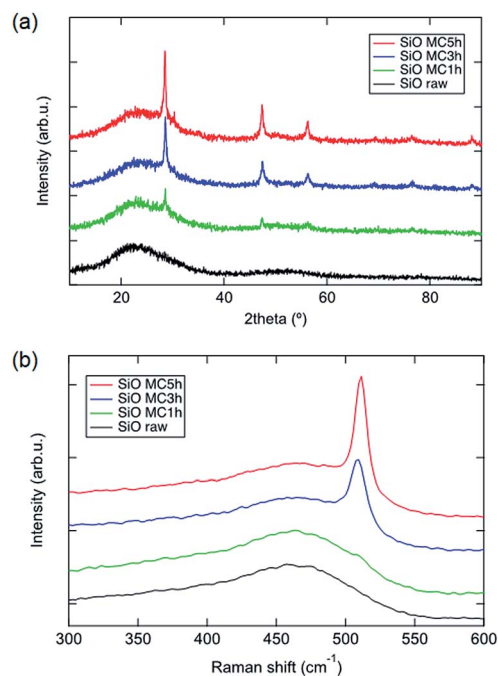 (a)
SiO MC5h
SiO MC3h
SiO MC1h
SiO raw
Intensity (arb.u.)
20 40 60 80
2theta (º)
(b)
SiO MC5h
SiO MC3h
SiO MC1h
SiO raw
Intensity (arb.u.)
300 350 400 450 500 550 600
Raman shift (cm⁻¹)